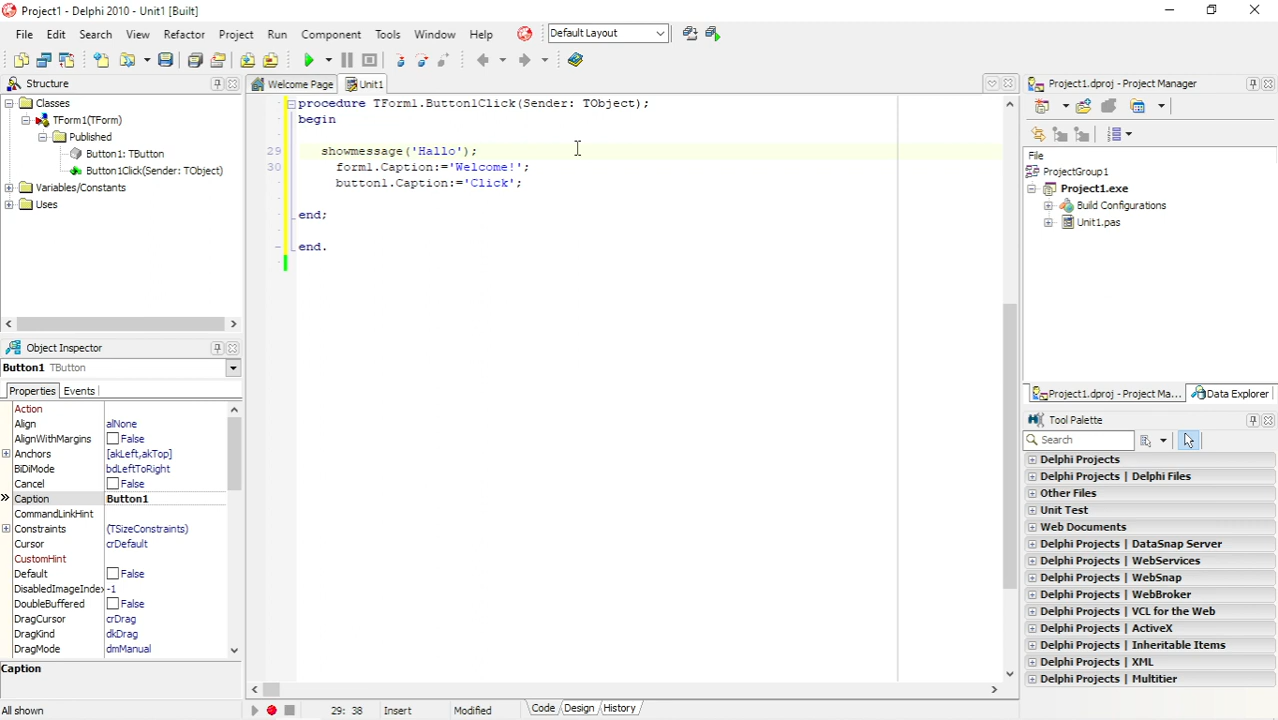 Project1 - Delphi 2010 - Unit1 [Built]
File Edit Search View Refactor Project Run Component Tools Window Help Default Layout
Structure
Classes
TForm1(TForm)
Published
Button1: TButton
Button1Click(Sender: TObject)
Variables/Constants
Uses
Object Inspector
Button1 TButton
Properties Events
Action
Align alNone
AlignWithMargins False
Anchors [akLeft,akTop]
BiDiMode bdLeftToRight
Cancel False
Caption Button1
CommandLinkHint
Constraints (TSizeConstraints)
Cursor crDefault
CustomHint
Default False
DisabledImageIndex -1
DoubleBuffered False
DragCursor crDrag
DragKind dkDrag
DragMode dmManual
Caption
All shown
Welcome Page Unit1
procedure TForm1.Button1Click(Sender: TObject);
begin
29 showmessage('Hallo');
30 form1.Caption:='Welcome!';
button1.Caption:='Click';
end;
end.
29: 38 Insert Modified Code Design History
Project1.dproj - Project Manager
File
ProjectGroup1
Project1.exe
Build Configurations
Unit1.pas
Project1.dproj - Project Ma... Data Explorer
Tool Palette
Search
Delphi Projects
Delphi Projects | Delphi Files
Other Files
Unit Test
Web Documents
Delphi Projects | DataSnap Server
Delphi Projects | WebServices
Delphi Projects | WebSnap
Delphi Projects | WebBroker
Delphi Projects | VCL for the Web
Delphi Projects | ActiveX
Delphi Projects | Inheritable Items
Delphi Projects | XML
Delphi Projects | Multitier